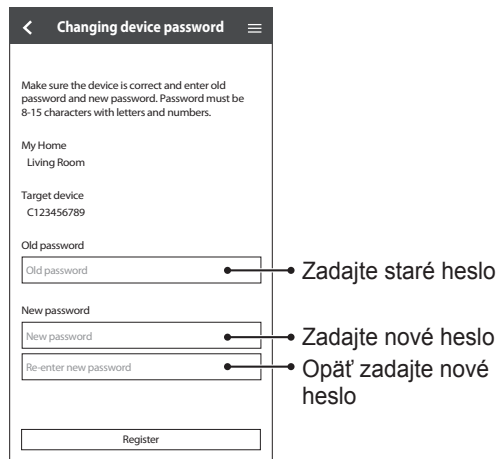 Changing device password
Make sure the device is correct and enter old
password and new password. Password must be
8-15 characters with letters and numbers.
My Home
Living Room
Target device
C123456789
Old password
Old password
Zadajte staré heslo
New password
New password
Zadajte nové heslo
Re-enter new password
Opäť zadajte nové
heslo
Register